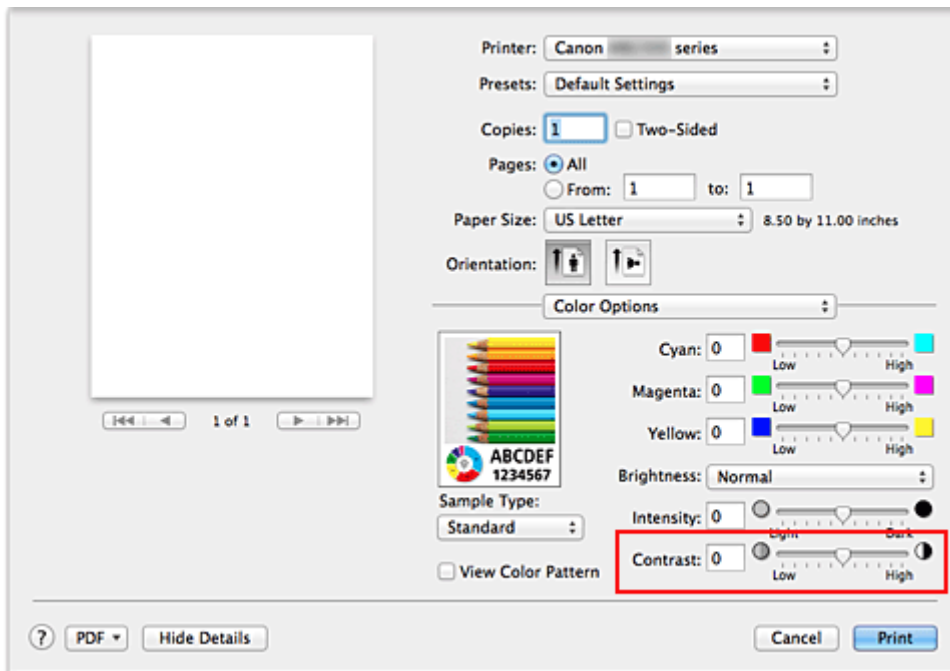 Printer: Canon series
Presets: Default Settings
Copies: 1 Two-Sided
Pages: All
From: 1 to: 1
Paper Size: US Letter 8.50 by 11.00 inches
Orientation:
Color Options
Cyan: 0
Low High
Magenta: 0
Low High
Yellow: 0
Low High
Brightness: Normal
Intensity: 0
Light Dark
Contrast: 0
Low High
1 of 1
ABCDEF
1234567
Sample Type:
Standard
View Color Pattern
? PDF Hide Details Cancel Print